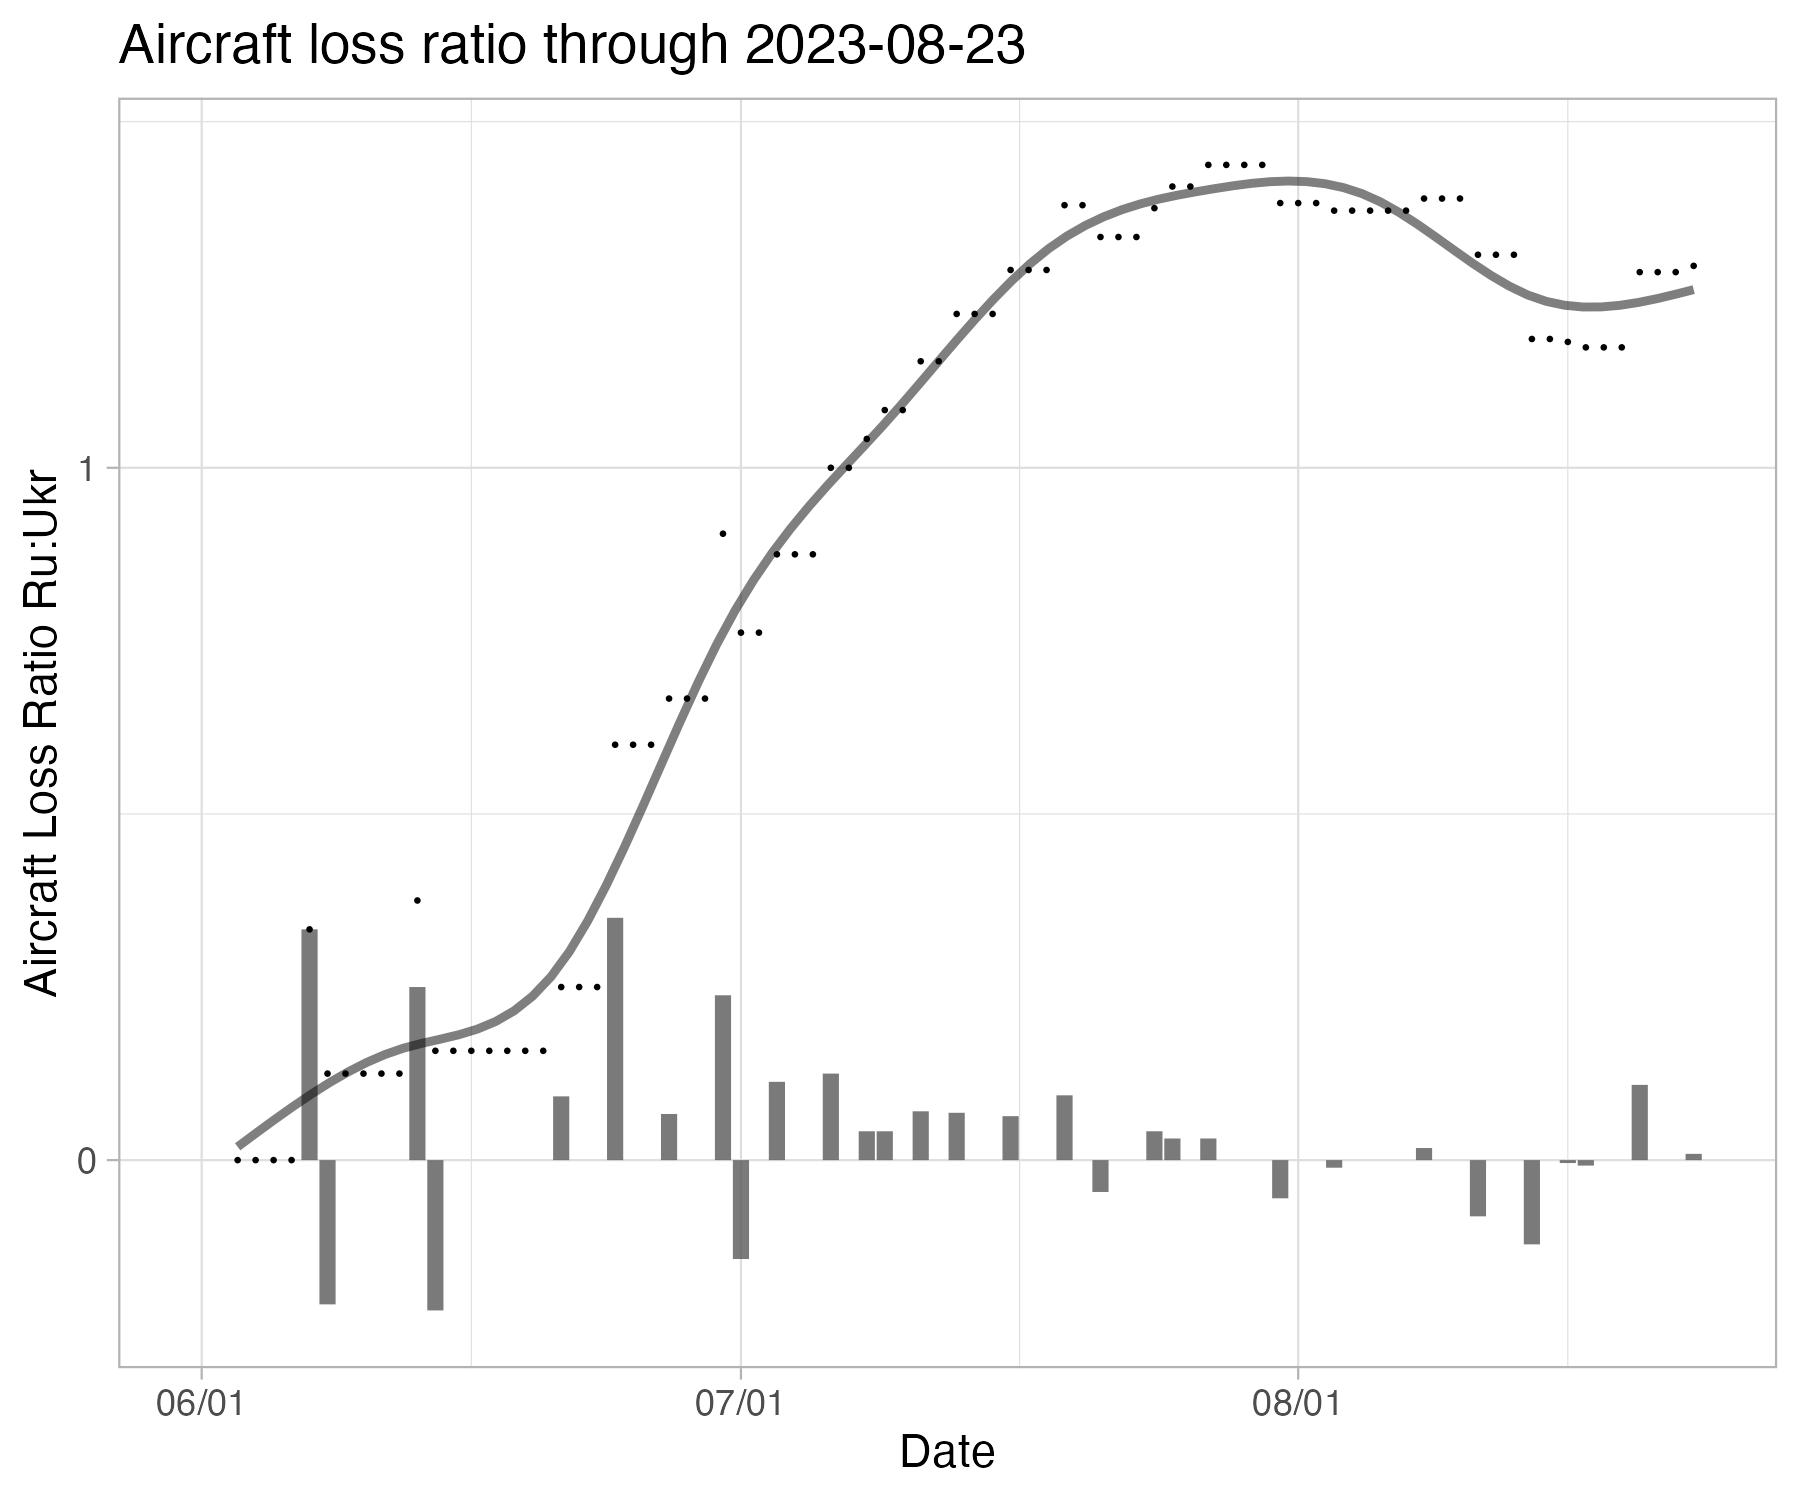 Aircraft loss ratio through 2023-08-23
Aircraft Loss Ratio Ru:Ukr
1
0
06/01
07/01
08/01
Date